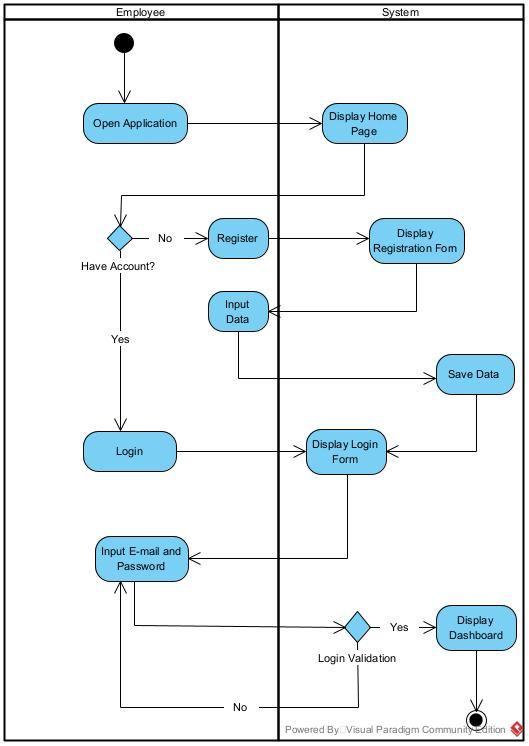 Employee
System
Open Application
Display Home
Page
No
Register
Display
Registration Forn
Have Account?
Input
Data
Yes
Save Data
Login
Display Login
Form
Input E-mail and
Password
Yes
Display
Dashboard
Login Validation
No
Powered By Visual Paradigm Community Edition